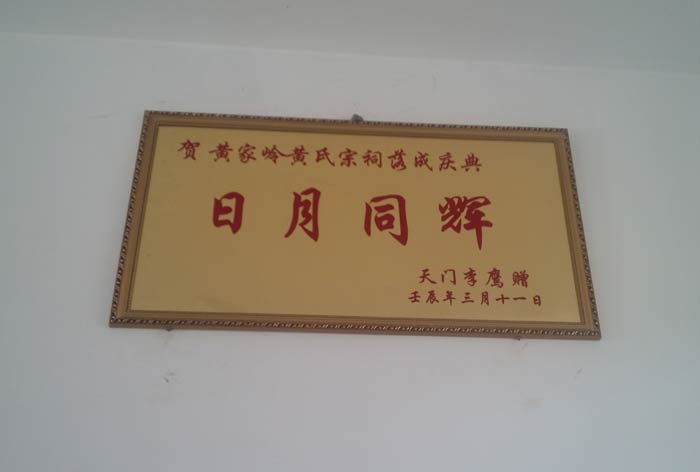 贺黄家岭黄氏宗祠落成庆典
日月同辉
天门李鹰赠
壬辰年三月十一日